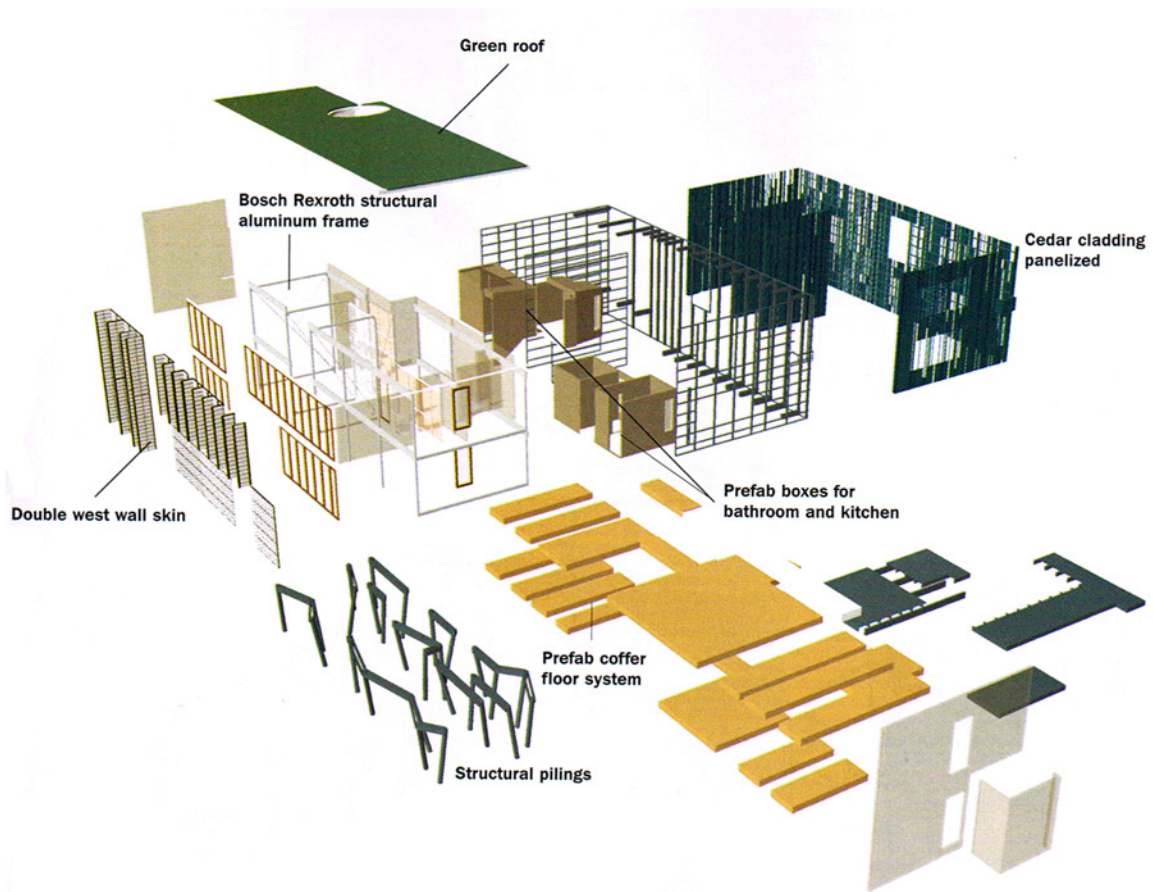 Green roof
Bosch Rexroth structural
aluminum frame
Cedar cladding
panelized
Double west wall skin
Prefab boxes for
bathroom and kitchen
Prefab coffer
floor system
Structural pilings